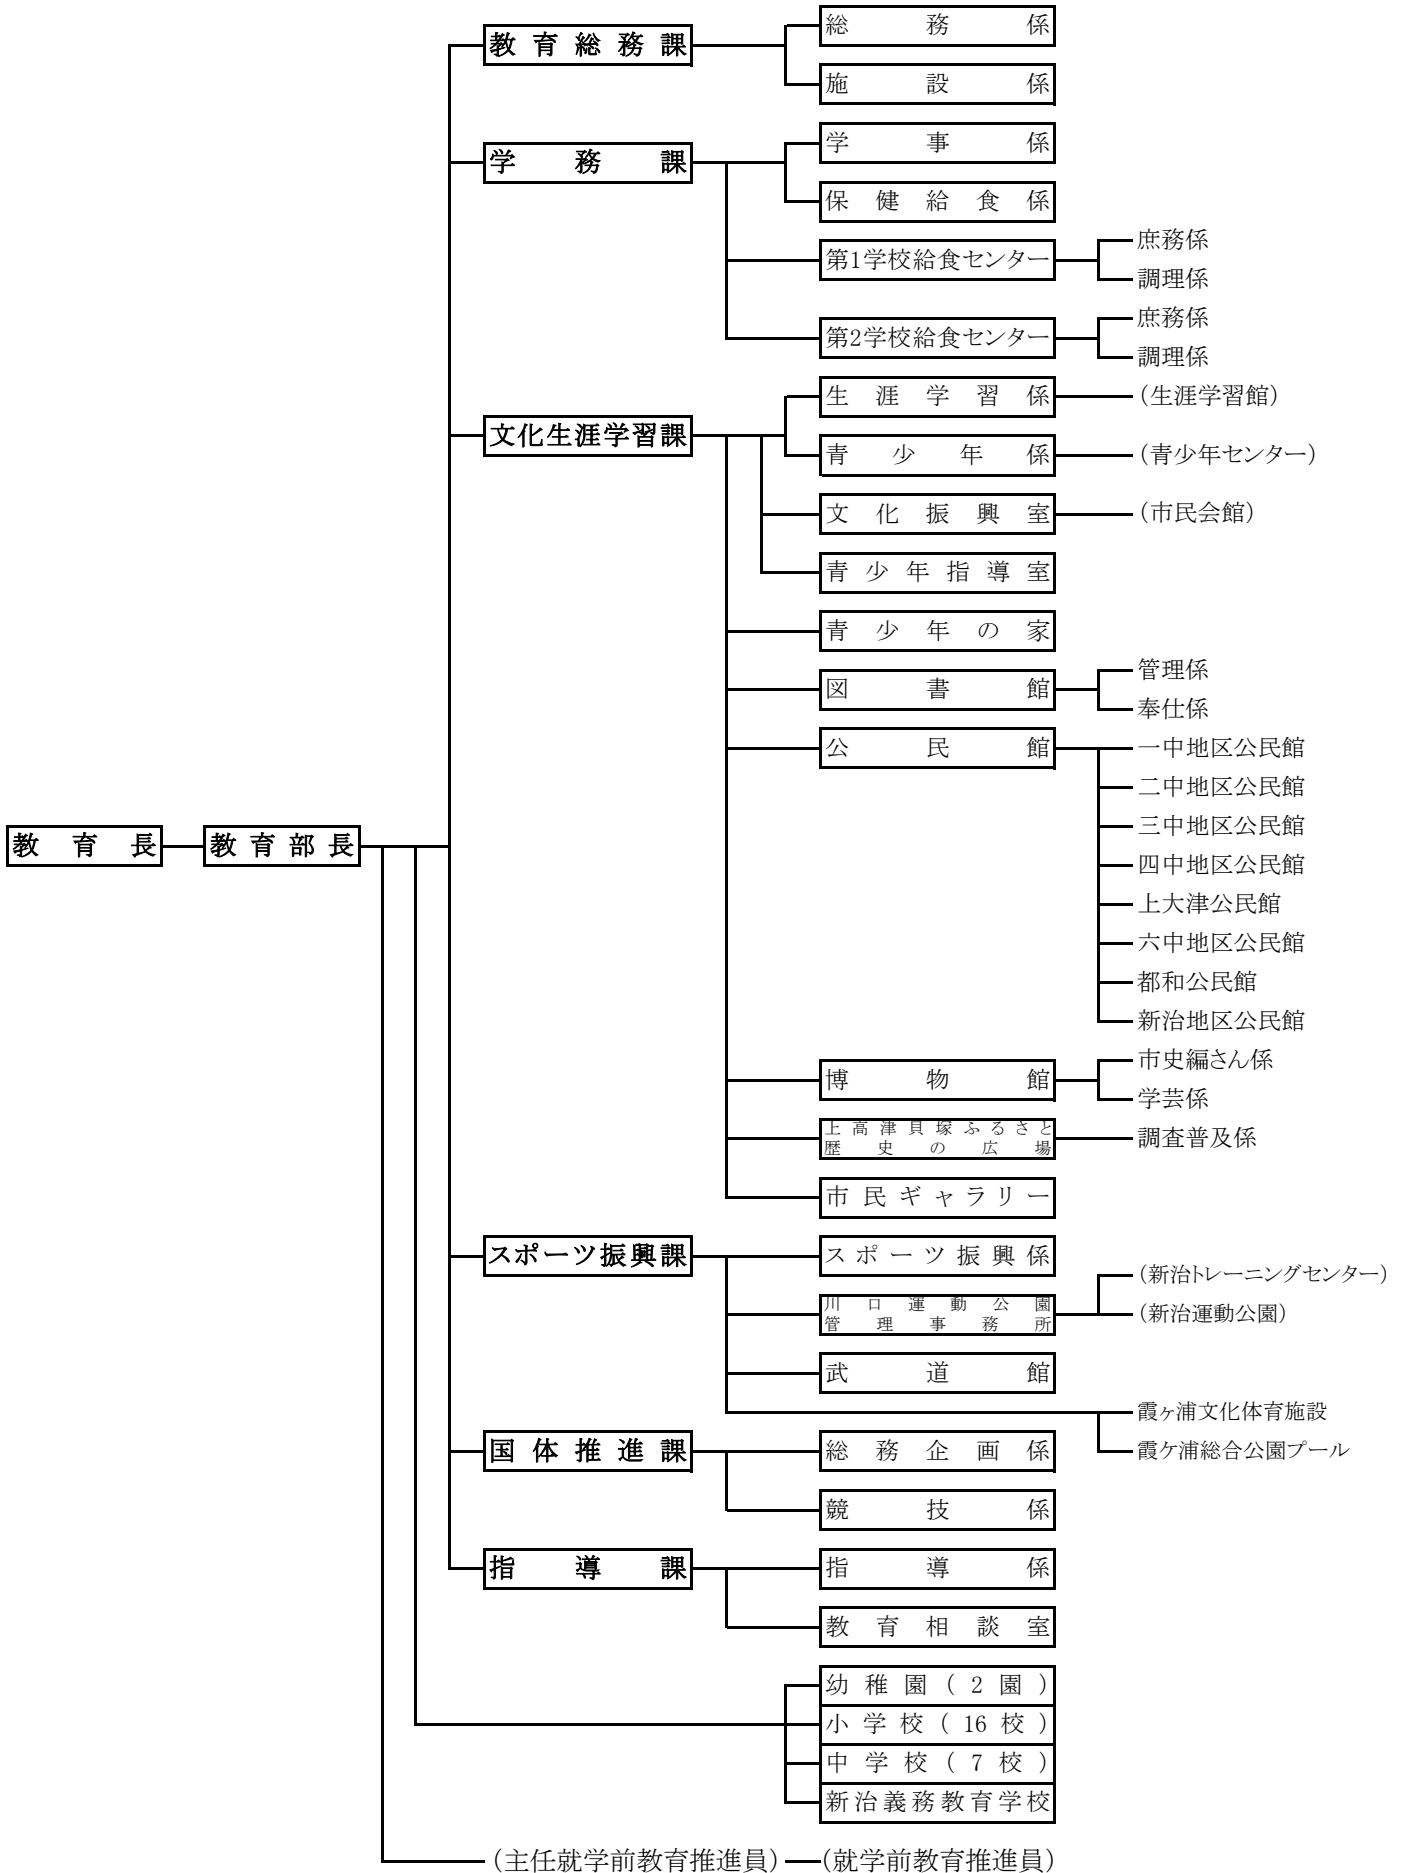 総務係
教育総務課
施設係
学事係
学務課
保健給食係
庶務係
第1学校給食センター
調理係
庶務係
第2学校給食センター
調理係
生涯学習係 (生涯学習館)
文化生涯学習課
青少年係 (青少年センター)
文化振興室 (市民会館)
青少年指導室
青少年の家
管理係
図書館
奉仕係
公民館 一中地区公民館
二中地区公民館
三中地区公民館
教育長 教育部長
四中地区公民館
上大津公民館
六中地区公民館
都和公民館
新治地区公民館
市史編さん係
博物館
学芸係
上高津貝塚ふるさと
歴史の広場
調査普及係
市民ギャラリー
スポーツ振興課 スポーツ振興係
(新治トレーニングセンター)
川口運動公園
管理事務所
(新治運動公園)
武道館
霞ヶ浦文化体育施設
国体推進課 総務企画係 霞ケ浦総合公園プール
競技係
指導課 指導係
教育相談室
幼稚園(2園)
小学校(16校)
中学校(7校)
新治義務教育学校
(主任就学前教育推進員) (就学前教育推進員)